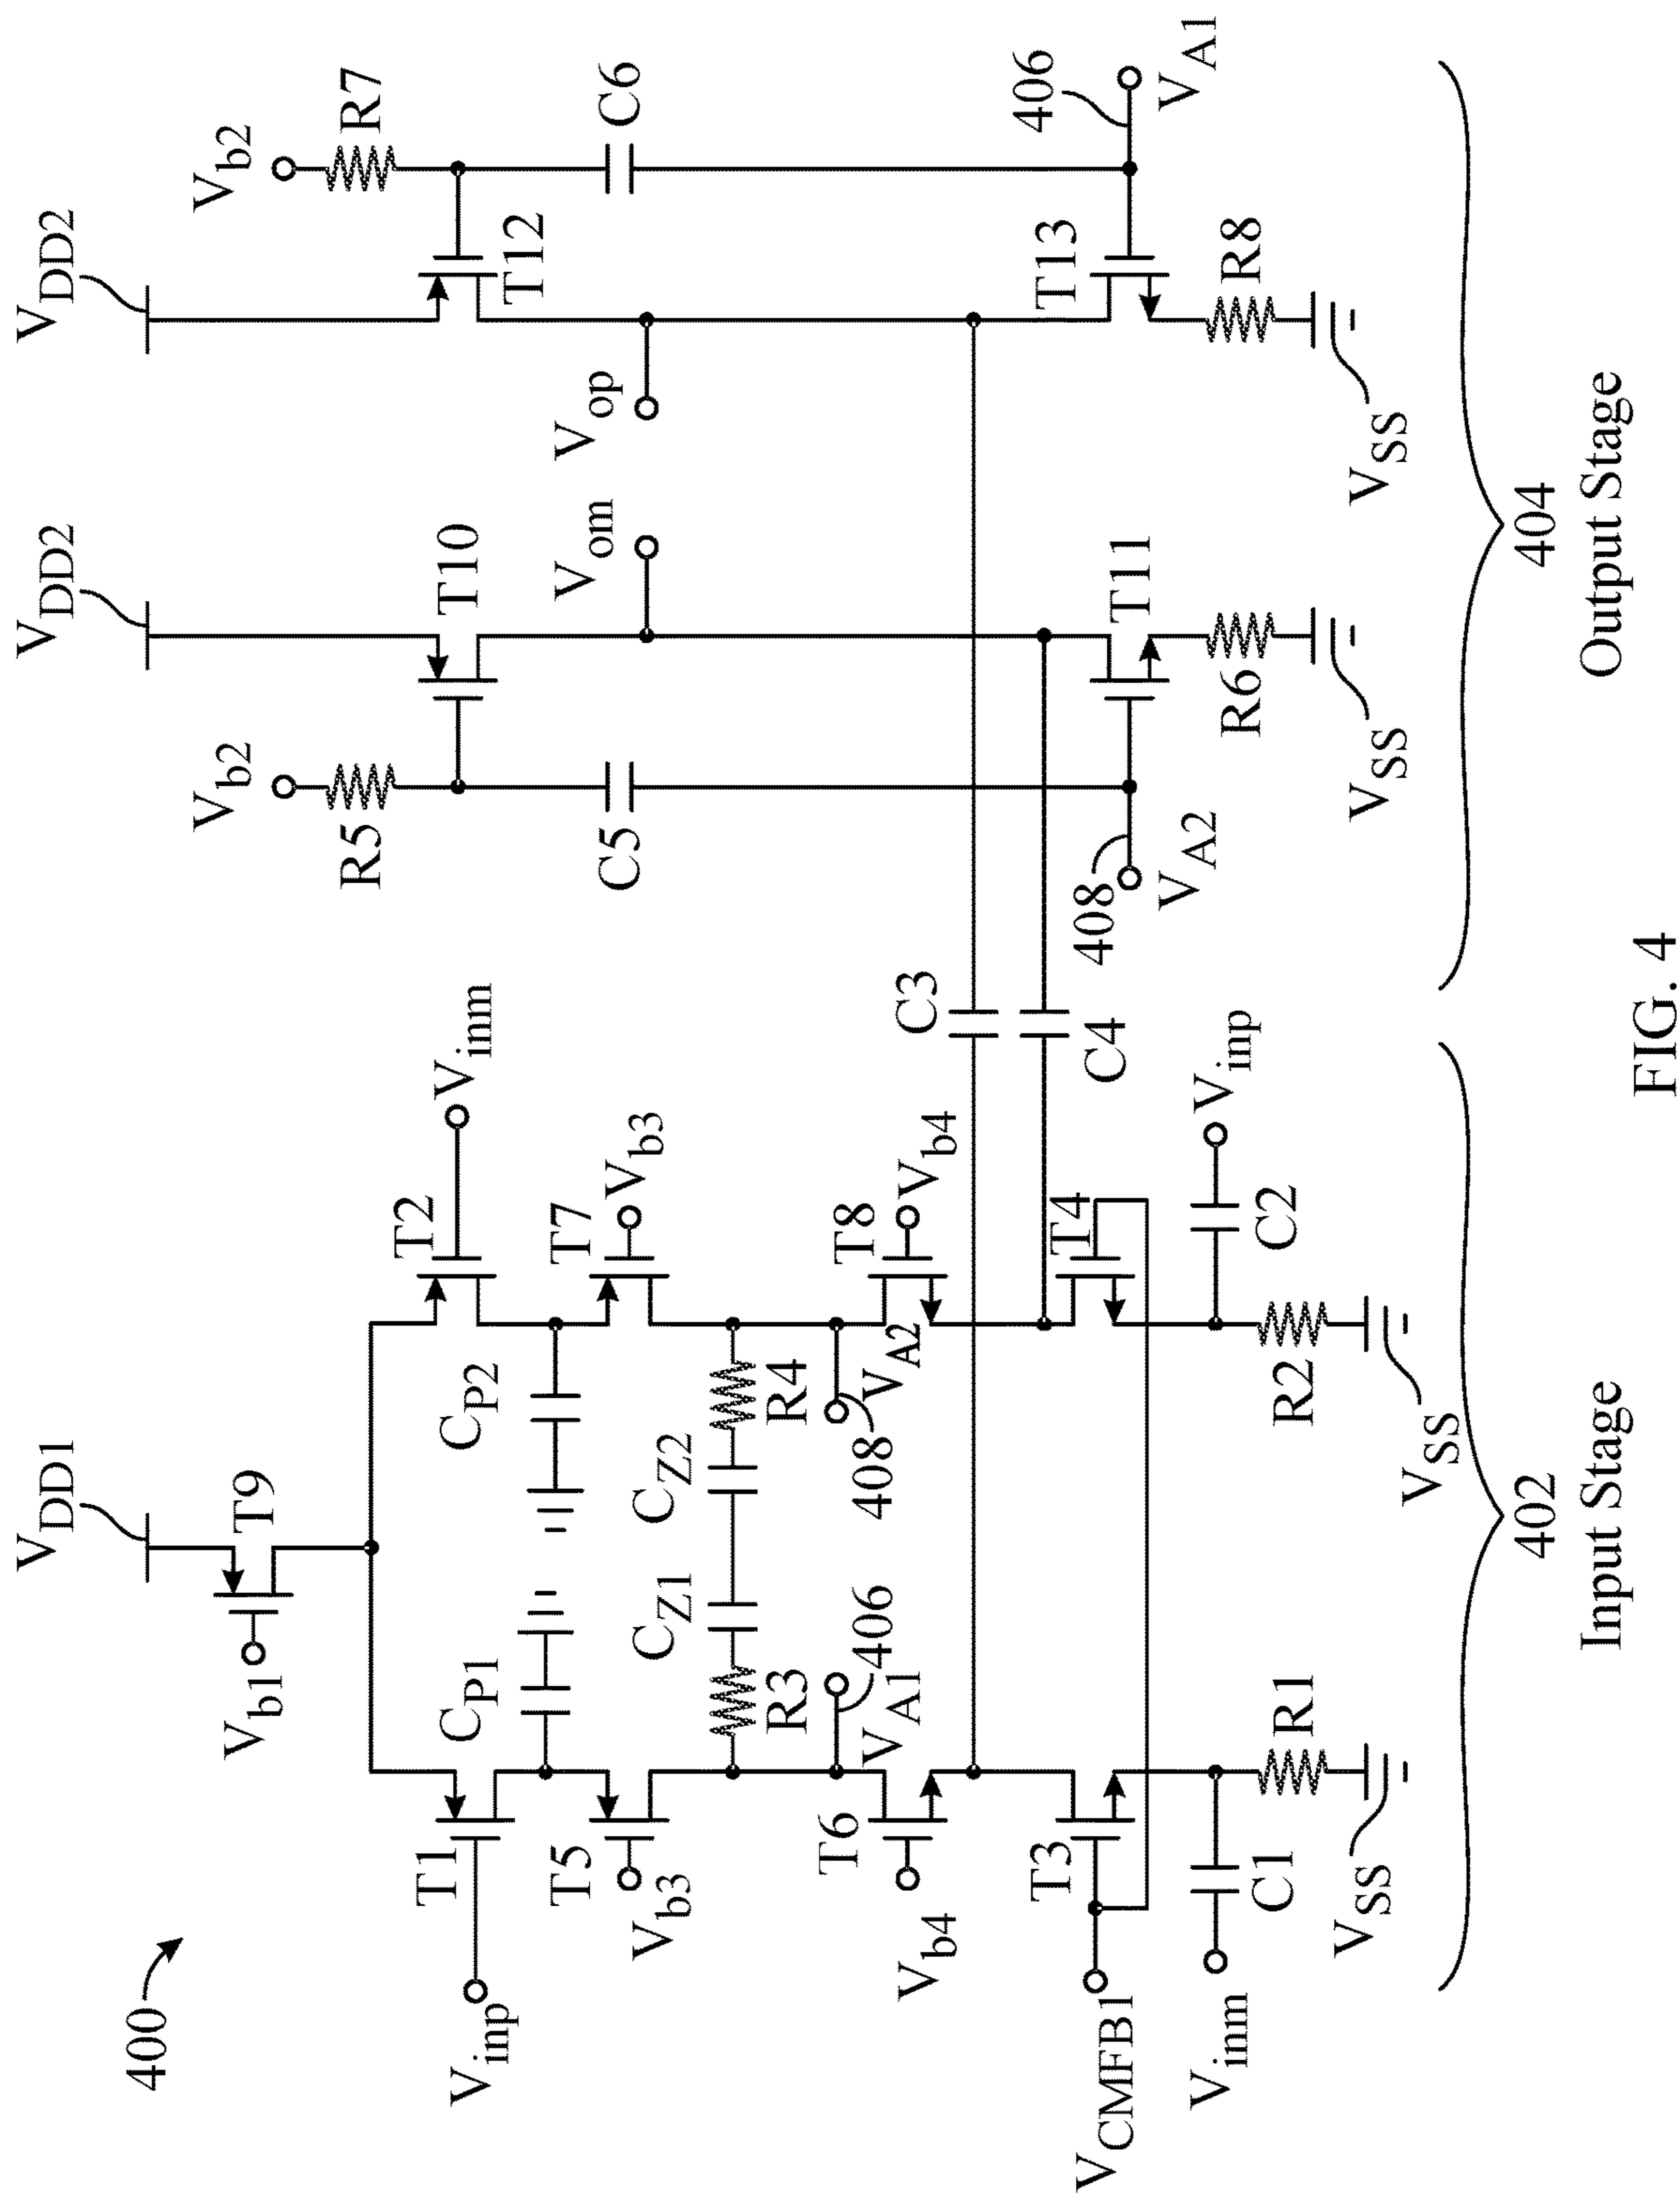 400
V_DD1
V_b1
T9
V_inp
T1
T2
V_inm
C_P1
C_P2
V_b3
T5
T7
V_b3
C_Z1
C_Z2
R3
R4
406
408
V_A1
V_A2
V_b4
T6
T8
V_b4
C3
C4
V_CMFB1
T3
T4
V_inm
C1
R1
V_inp
C2
R2
V_SS
V_SS
402
Input Stage
V_DD2
V_DD2
V_b2
V_b2
R5
R7
T10
T12
C5
C6
V_om
V_op
408
V_A2
T11
T13
406
V_A1
R6
R8
V_SS
V_SS
404
Output Stage
FIG. 4